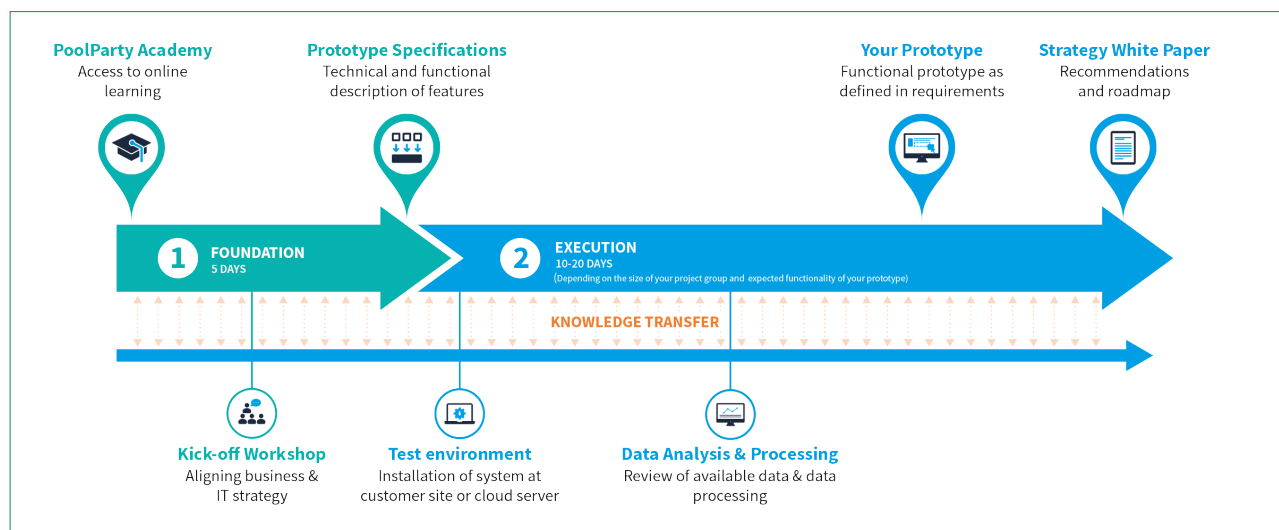 PoolParty Academy
Access to online
learning
Prototype Specifications
Technical and functional
description of features
Your Prototype
Functional prototype as
defined in requirements
Strategy White Paper
Recommendations
and roadmap
1
FOUNDATION
5 DAYS
2
EXECUTION
10-20 DAYS
(Depending on the size of your project group and expected functionality of your prototype)
KNOWLEDGE TRANSFER
Kick-off Workshop
Aligning business &
IT strategy
Test environment
Installation of system at
customer site or cloud server
Data Analysis & Processing
Review of available data & data
processing